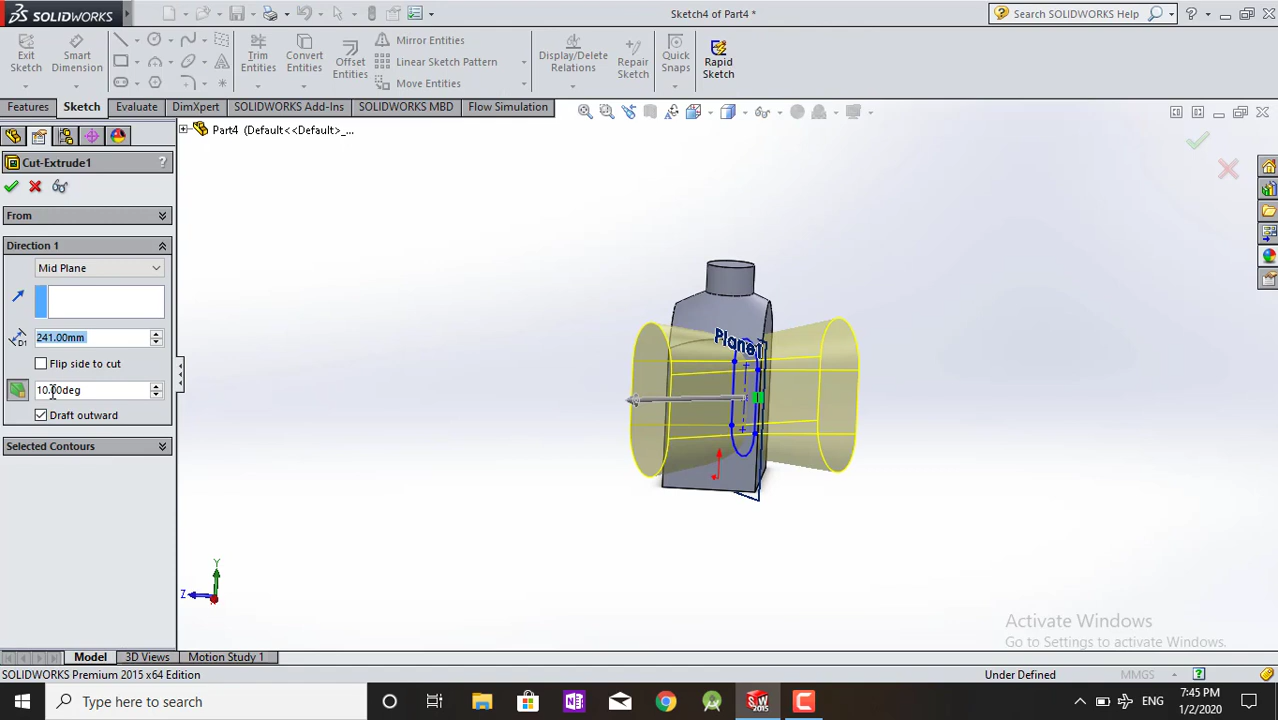 SOLIDWORKS
Sketch4 of Part4 *
Search SOLIDWORKS Help
Exit Sketch
Smart Dimension
Trim Entities
Convert Entities
Offset Entities
Mirror Entities
Linear Sketch Pattern
Move Entities
Display/Delete Relations
Repair Sketch
Quick Snaps
Rapid Sketch
Features
Sketch
Evaluate
DimXpert
SOLIDWORKS Add-Ins
SOLIDWORKS MBD
Flow Simulation
Part4 (Default<<Default>_...
Cut-Extrude1
?
From
Direction 1
Mid Plane
D1
241.00mm
Flip side to cut
10.00deg
Draft outward
Selected Contours
Plane1
Y
Z
Activate Windows
Go to Settings to activate Windows.
Model
3D Views
Motion Study 1
SOLIDWORKS Premium 2015 x64 Edition
Under Defined
MMGS
Type here to search
ENG
7:45 PM
1/2/2020